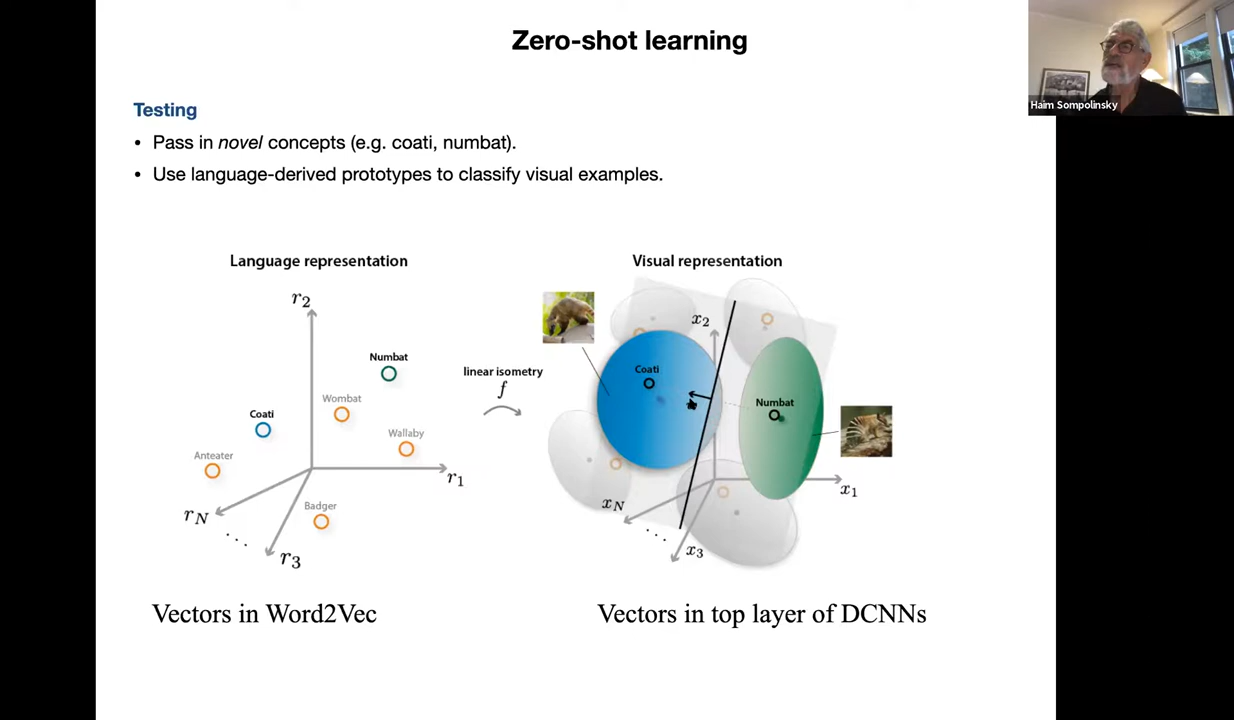 Zero-shot learning
Haim Sompolinsky
Testing
• Pass in novel concepts (e.g. coati, numbat).
• Use language-derived prototypes to classify visual examples.
Language representation
Visual representation
r2
x2
Numbat
linear isometry
f
Coati
Wombat
Numbat
Coati
Wallaby
Anteater
r1
x1
rN
Badger
xN
. . .
r3
. . .
x3
Vectors in Word2Vec
Vectors in top layer of DCNNs